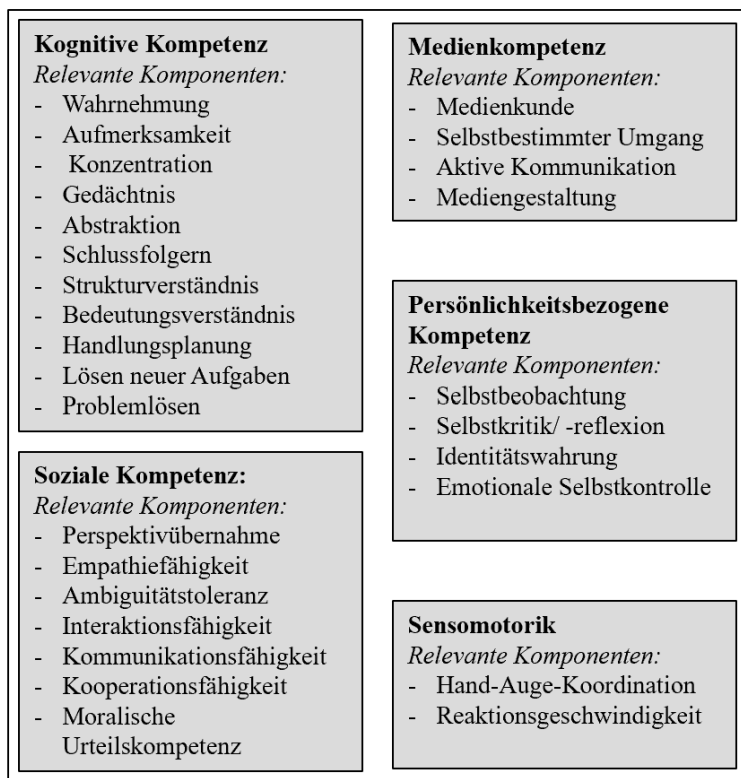 Kognitive Kompetenz
Relevante Komponenten:
- Wahrnehmung
- Aufmerksamkeit
- Konzentration
- Gedächtnis
- Abstraktion
- Schlussfolgern
- Strukturverständnis
- Bedeutungsverständnis
- Handlungsplanung
- Lösen neuer Aufgaben
- Problemlösen
Soziale Kompetenz:
Relevante Komponenten:
- Perspektivübernahme
- Empathiefähigkeit
- Ambiguitätstoleranz
- Interaktionsfähigkeit
- Kommunikationsfähigkeit
- Kooperationsfähigkeit
- Moralische
Urteilskompetenz
Medienkompetenz
Relevante Komponenten:
- Medienkunde
- Selbstbestimmter Umgang
- Aktive Kommunikation
- Mediengestaltung
Persönlichkeitsbezogene
Kompetenz
Relevante Komponenten:
- Selbstbeobachtung
- Selbstkritik/ -reflexion
- Identitätswahrung
- Emotionale Selbstkontrolle
Sensomotorik
Relevante Komponenten:
- Hand-Auge-Koordination
- Reaktionsgeschwindigkeit